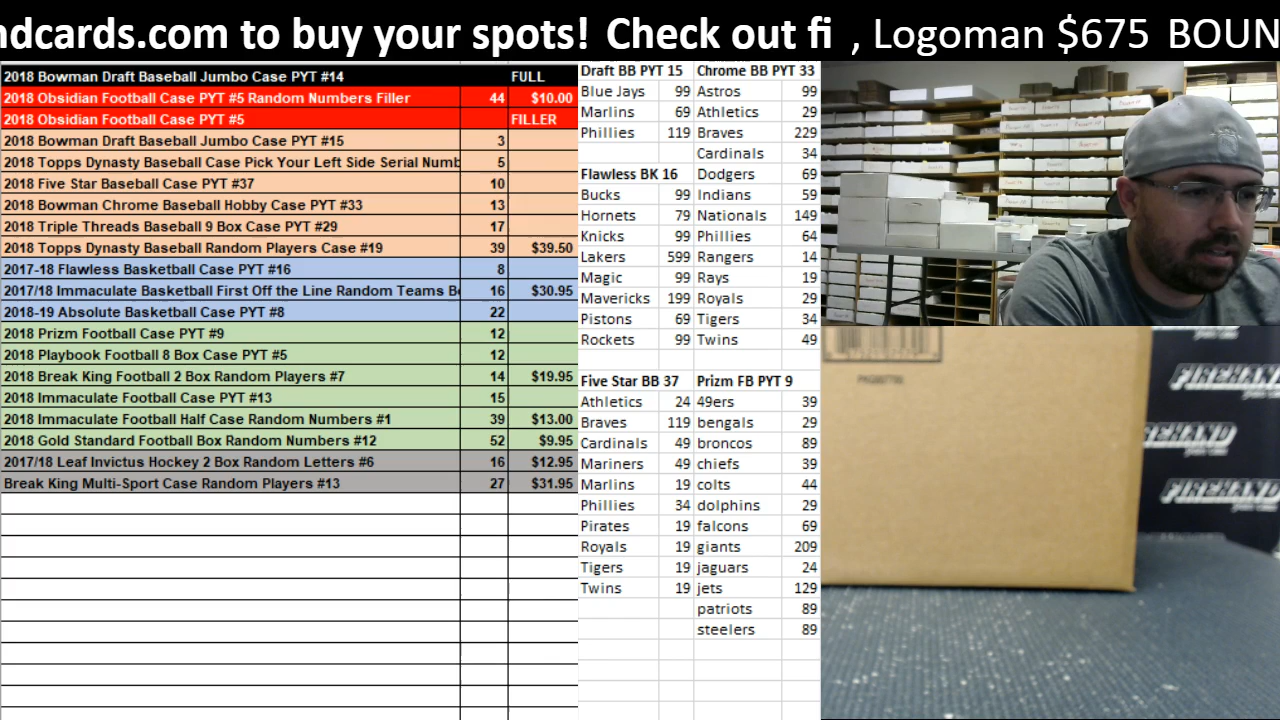 ndcards.com to buy your spots! Check out fi , Logoman $675 BOUN
2018 Bowman Draft Baseball Jumbo Case PYT #14 FULL
2018 Obsidian Football Case PYT #5 Random Numbers Filler 44 $10.00
2018 Obsidian Football Case PYT #5 FILLER
2018 Bowman Draft Baseball Jumbo Case PYT #15 3
2018 Topps Dynasty Baseball Case Pick Your Left Side Serial Numb 5
2018 Five Star Baseball Case PYT #37 10
2018 Bowman Chrome Baseball Hobby Case PYT #33 13
2018 Triple Threads Baseball 9 Box Case PYT #29 17
2018 Topps Dynasty Baseball Random Players Case #19 39 $39.50
2017-18 Flawless Basketball Case PYT #16 8
2017/18 Immaculate Basketball First Off the Line Random Teams Bo 16 $30.95
2018-19 Absolute Basketball Case PYT #8 22
2018 Prizm Football Case PYT #9 12
2018 Playbook Football 8 Box Case PYT #5 12
2018 Break King Football 2 Box Random Players #7 14 $19.95
2018 Immaculate Football Case PYT #13 15
2018 Immaculate Football Half Case Random Numbers #1 39 $13.00
2018 Gold Standard Football Box Random Numbers #12 52 $9.95
2017/18 Leaf Invictus Hockey 2 Box Random Letters #6 16 $12.95
Break King Multi-Sport Case Random Players #13 27 $31.95
Draft BB PYT 15
Blue Jays 99
Marlins 69
Phillies 119
Flawless BK 16
Bucks 99
Hornets 79
Knicks 99
Lakers 599
Magic 99
Mavericks 199
Pistons 69
Rockets 99
Five Star BB 37
Athletics 24
Braves 119
Cardinals 49
Mariners 49
Marlins 19
Phillies 34
Pirates 19
Royals 19
Tigers 19
Twins 19
Chrome BB PYT 33
Astros 99
Athletics 29
Braves 229
Cardinals 34
Dodgers 69
Indians 59
Nationals 149
Phillies 64
Rangers 14
Rays 19
Royals 29
Tigers 34
Twins 49
Prizm FB PYT 9
49ers 39
bengals 29
broncos 89
chiefs 39
colts 44
dolphins 29
falcons 69
giants 209
jaguars 24
jets 129
patriots 89
steelers 89
FIREHAND
FIREHAND
FIREHAND